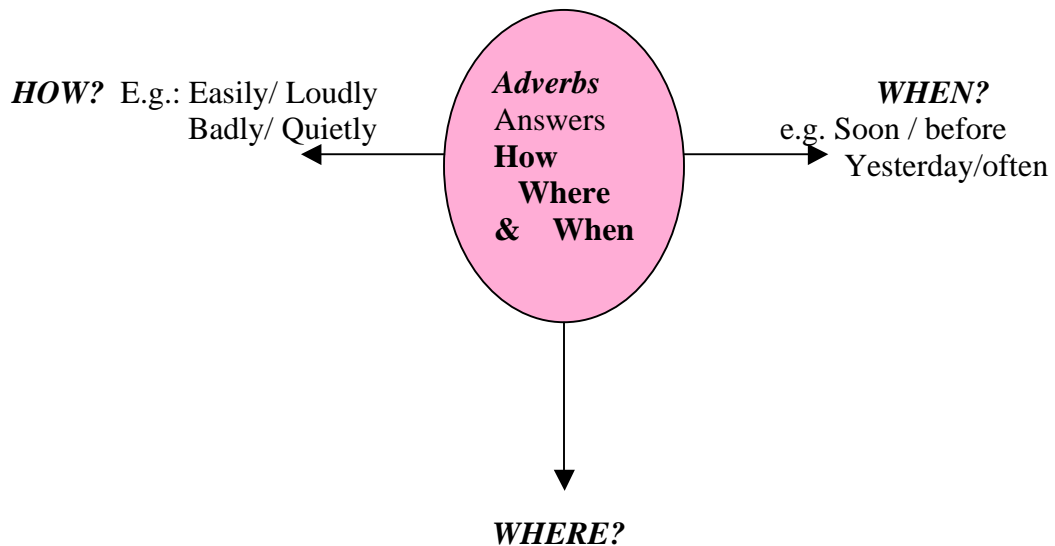 HOW? E.g.: Easily/ Loudly
Badly/ Quietly
Adverbs
Answers
How
Where
& When
WHEN?
e.g. Soon / before
Yesterday/often
WHERE?